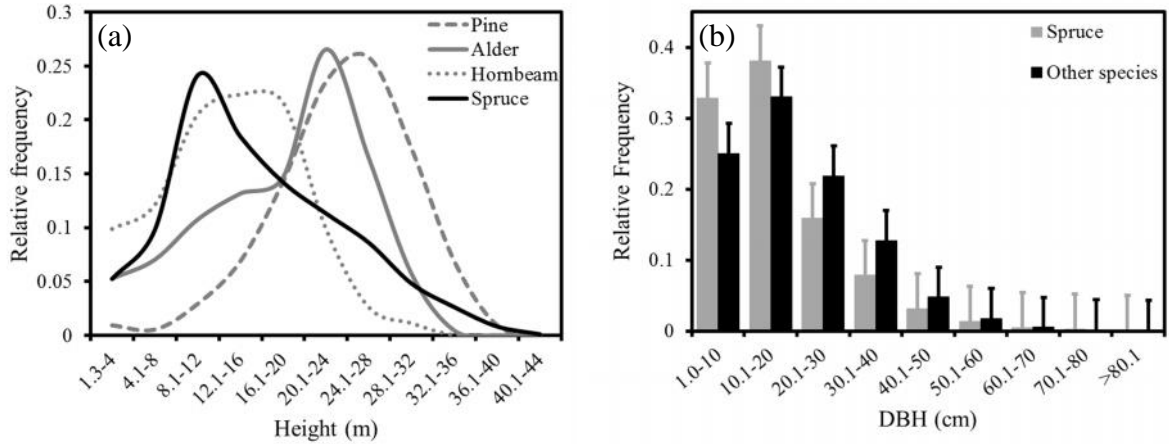 (a)
Pine
Alder
Hornbeam
Spruce
Relative frequency
0.3
0.25
0.2
0.15
0.1
0.05
0
1.3-4
4.1-8
8.1-12
12.1-16
16.1-20
20.1-24
24.1-28
28.1-32
32.1-36
36.1-40
40.1-44
Height (m)
(b)
Spruce
Other species
Relative Frequency
0.4
0.3
0.2
0.1
0
1.0-10
10.1-20
20.1-30
30.1-40
40.1-50
50.1-60
60.1-70
70.1-80
>80.1
DBH (cm)